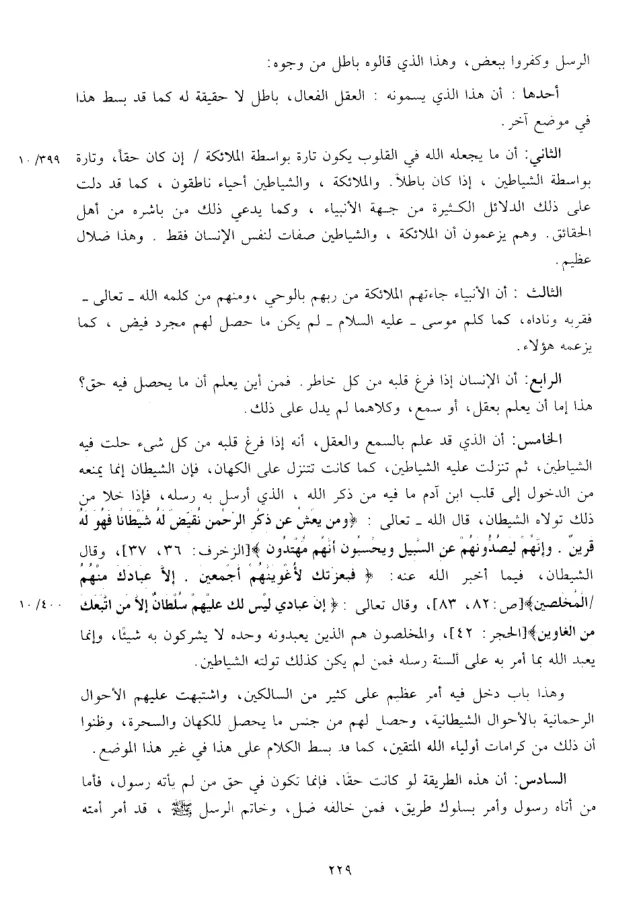 الرسل وكفروا ببعض، وهذا الذي قالوه باطل من وجوه:
أحدها : أن هذا الذي يسمونه : العقل الفعال، باطل لا حقيقة له كما قد بسط هذا
في موضع آخر.
الثاني: أن ما يجعله الله في القلوب يكون تارة بواسطة الملائكة / إن كان حقاً، وتارة
١٠/٣٩٩
بواسطة الشياطين ، إذا كان باطلاً. والملائكة ، والشياطين أحياء ناطقون ، كما قد دلت
على ذلك الدلائل الكثيرة من جهة الأنبياء ، وكما يدعي ذلك من باشره من أهل
الحقائق. وهم يزعمون أن الملائكة ، والشياطين صفات لنفس الإنسان فقط . وهذا ضلال
عظيم.
الثالث : أن الأنبياء جاءتهم الملائكة من ربهم بالوحي ،ومنهم من كلمه الله ـ تعالى ـ
فقربه وناداه، كما كلم موسى ـ عليه السلام ـ لم يكن ما حصل لهم مجرد فيض ، كما
يزعمه هؤلاء.
الرابع: أن الإنسان إذا فرغ قلبه من كل خاطر. فمن أين يعلم أن ما يحصل فيه حق؟
هذا إما أن يعلم بعقل، أو سمع، وكلاهما لم يدل على ذلك.
الخامس: أن الذي قد علم بالسمع والعقل، أنه إذا فرغ قلبه من كل شىء حلت فيه
الشياطين، ثم تنزلت عليه الشياطين، كما كانت تتنزل على الكهان، فإن الشيطان إنما يمنعه
من الدخول إلى قلب ابن آدم ما فيه من ذكر الله ، الذي أرسل به رسله، فإذا خلا من
ذلك تولاه الشيطان، قال الله ـ تعالى : ﴿ومن يعش عن ذكر الرحمن نقيض له شيطانا فهو له
قرين . وإنهم ليصدونهم عن السبيل ويحسبون أنهم مهتدون ﴾[الزخرف: ٣٦، ٣٧]، وقال
الشيطان، فيما أخبر الله عنه: ﴿ فبعزتك لأغوينهم أجمعين . إلا عبادك منهم
/المخلصين﴾[ص:٨٢، ٨٣]، وقال تعالى :﴿ إن عبادي ليس لك عليهم سلطان إلا من اتبعك
١٠/٤٠٠
من الغاوين﴾[الحجر: ٤٢]، والمخلصون هم الذين يعبدونه وحده لا يشركون به شيئا، وإنما
يعبد الله بما أمر به على ألسنة رسله فمن لم يكن كذلك تولته الشياطين.
وهذا باب دخل فيه أمر عظيم على كثير من السالكين، واشتبهت عليهم الأحوال
الرحمانية بالأحوال الشيطانية، وحصل لهم من جنس ما يحصل للكهان والسحرة، وظنوا
أن ذلك من كرامات أولياء الله المتقين، كما قد بسط الكلام على هذا في غير هذا الموضع.
السادس: أن هذه الطريقة لو كانت حقا، فإنما تكون في حق من لم يأته رسول، فأما
من أتاه رسول وأمر بسلوك طريق، فمن خالفه ضل، وخاتم الرسل ﷺ ، قد أمر أمته
٢٢٩